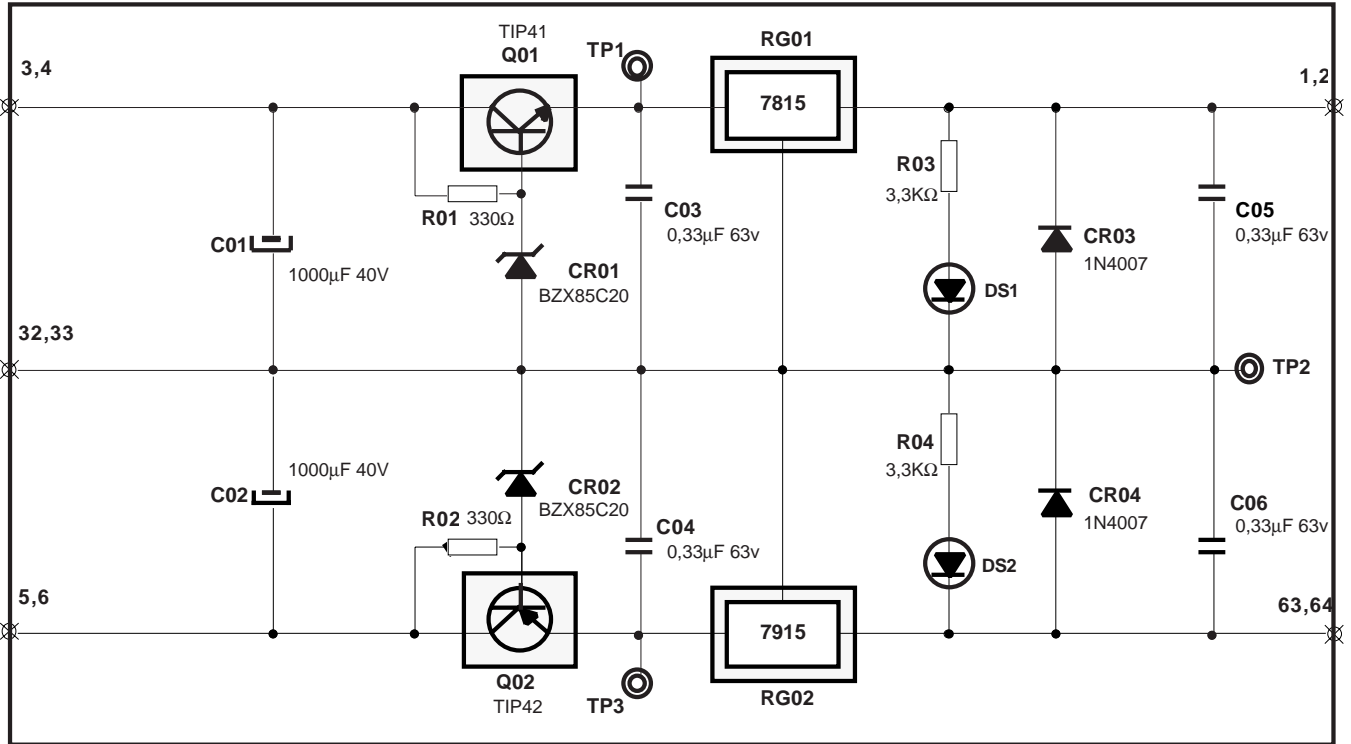 TIP41
Q01
TP1
RG01
3,4
1,2
7815
R03
3,3KΩ
R01 330Ω
C03
0,33µF 63v
C05
0,33µF 63v
C01
1000µF 40V
CR01
BZX85C20
CR03
1N4007
DS1
32,33
TP2
R04
3,3KΩ
1000µF 40V
C02
CR02
BZX85C20
R02 330Ω
C04
0,33µF 63v
CR04
1N4007
C06
0,33µF 63v
DS2
5,6
63,64
7915
Q02
TIP42
TP3
RG02